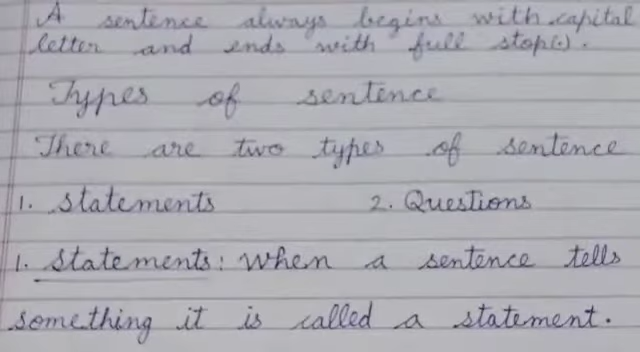 A sentence always begins with capital
letter and ends with full stop(.).
Types of sentence
There are two types of sentence
1. Statements 2. Questions
1. Statements: When a sentence tells
something it is called a statement.